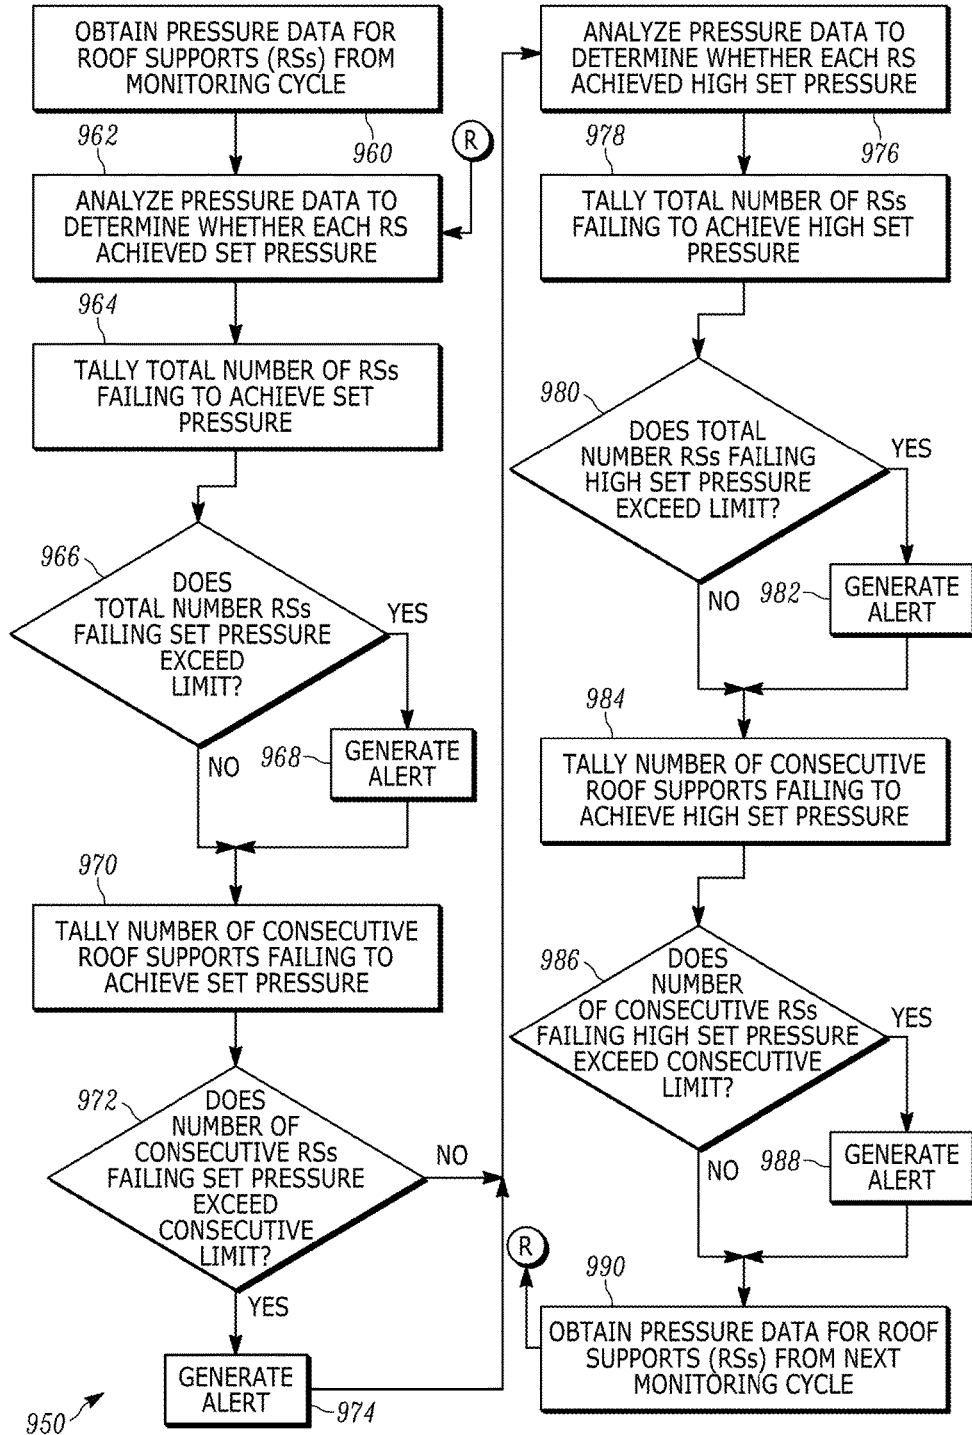 OBTAIN PRESSURE DATA FOR
ROOF SUPPORTS (RSs) FROM
MONITORING CYCLE
960
962
R
ANALYZE PRESSURE DATA TO
DETERMINE WHETHER EACH RS
ACHIEVED SET PRESSURE
964
TALLY TOTAL NUMBER OF RSs
FAILING TO ACHIEVE SET
PRESSURE
966
DOES
TOTAL NUMBER RSs
FAILING SET PRESSURE
EXCEED
LIMIT?
YES
NO
968
GENERATE
ALERT
970
TALLY NUMBER OF CONSECUTIVE
ROOF SUPPORTS FAILING TO
ACHIEVE SET PRESSURE
972
DOES
NUMBER OF
CONSECUTIVE RSs
FAILING SET PRESSURE
EXCEED
CONSECUTIVE
LIMIT?
NO
YES
GENERATE
ALERT
974
950
ANALYZE PRESSURE DATA TO
DETERMINE WHETHER EACH RS
ACHIEVED HIGH SET PRESSURE
976
978
TALLY TOTAL NUMBER OF RSs
FAILING TO ACHIEVE HIGH SET
PRESSURE
980
DOES TOTAL
NUMBER RSs FAILING
HIGH SET PRESSURE
EXCEED LIMIT?
YES
NO
982
GENERATE
ALERT
984
TALLY NUMBER OF CONSECUTIVE
ROOF SUPPORTS FAILING TO
ACHIEVE HIGH SET PRESSURE
986
DOES
NUMBER
OF CONSECUTIVE RSs
FAILING HIGH SET PRESSURE
EXCEED CONSECUTIVE
LIMIT?
YES
NO
988
GENERATE
ALERT
R
990
OBTAIN PRESSURE DATA FOR ROOF
SUPPORTS (RSs) FROM NEXT
MONITORING CYCLE